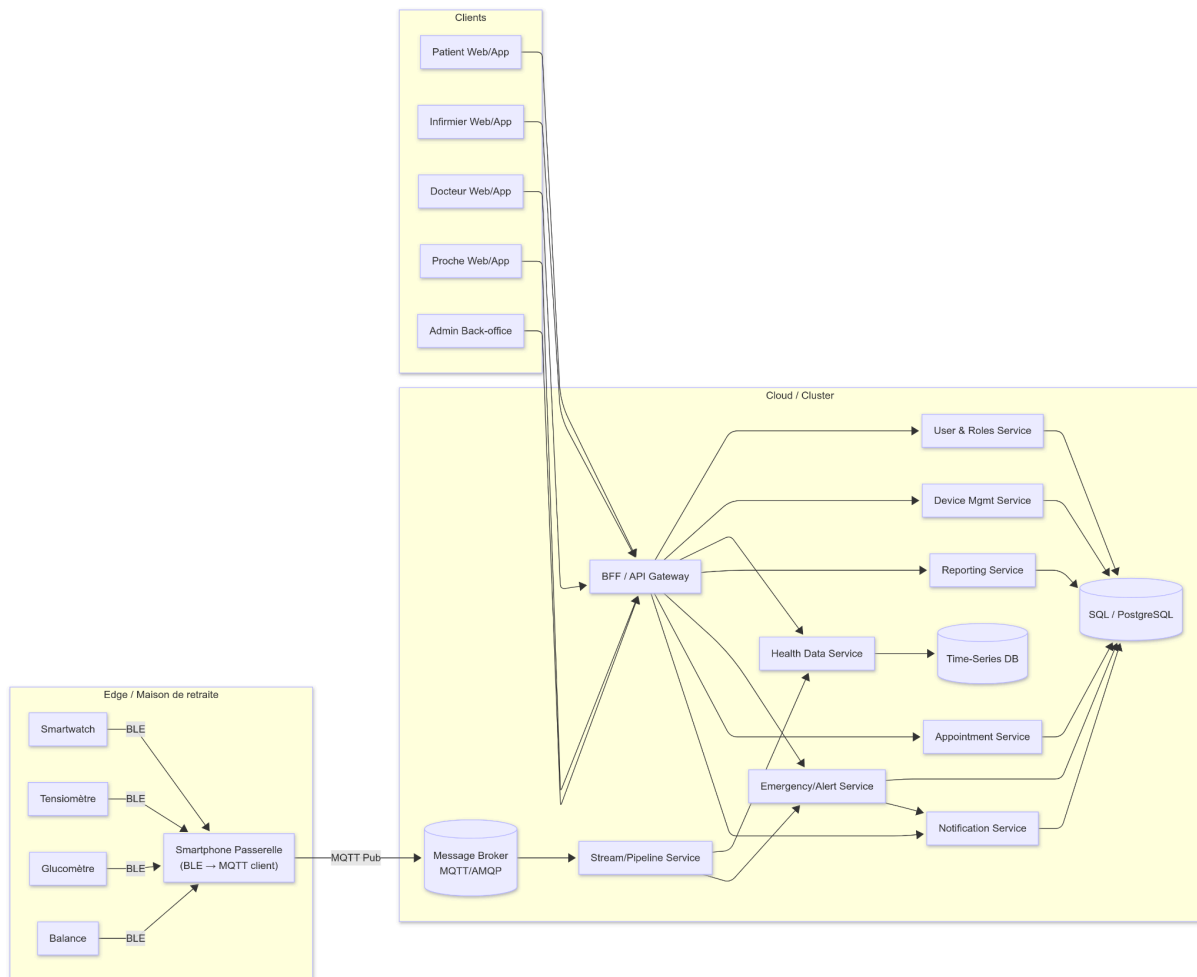 Clients
Patient Web/App
Infirmier Web/App
Docteur Web/App
Proche Web/App
Admin Back-office
Cloud / Cluster
User & Roles Service
Device Mgmt Service
BFF / API Gateway
Reporting Service
SQL / PostgreSQL
Health Data Service
Time-Series DB
Appointment Service
Emergency/Alert Service
Notification Service
Message Broker
MQTT/AMQP
Stream/Pipeline Service
Edge / Maison de retraite
Smartwatch
BLE
Tensiomètre
BLE
Glucomètre
BLE
Balance
BLE
Smartphone Passerelle
(BLE → MQTT client)
MQTT Pub